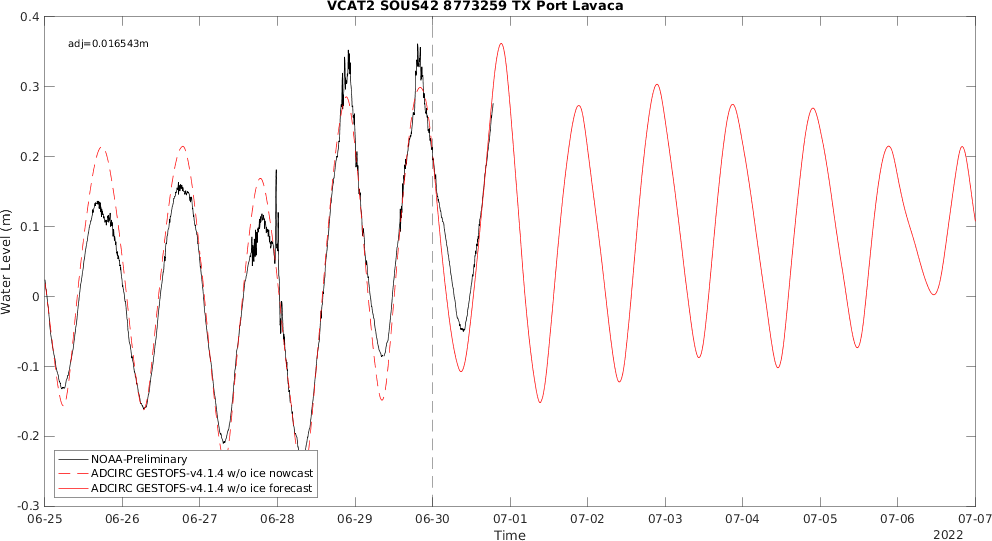 VCAT2 SOUS42 8773259 TX Port Lavaca
adj=0.016543m
0.4
0.3
0.2
0.1
0
-0.1
-0.2
-0.3
Water Level (m)
NOAA-Preliminary
ADCIRC GESTOFS-v4.1.4 w/o ice nowcast
ADCIRC GESTOFS-v4.1.4 w/o ice forecast
06-25 06-26 06-27 06-28 06-29 06-30 07-01 07-02 07-03 07-04 07-05 07-06 07-07
Time
2022